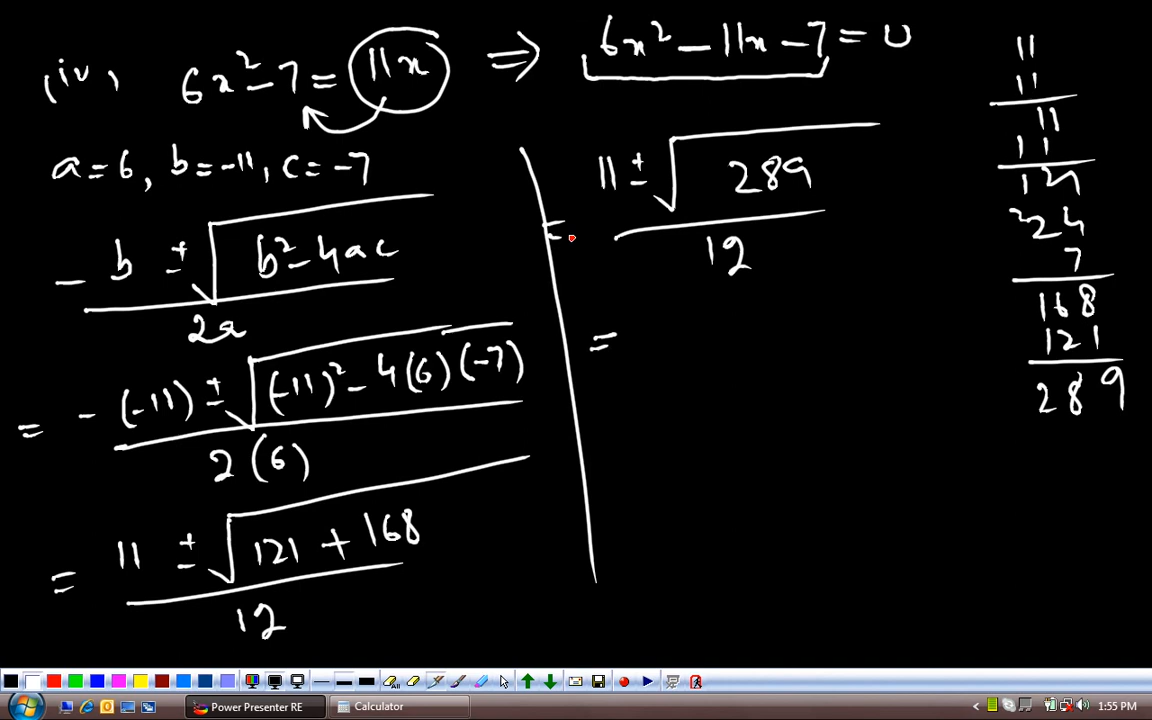 (iv) 6x² - 7 = 11x ⇒ 6x² - 11x - 7 = 0
a = 6, b = -11, c = -7
- b ± √b² - 4ac
2a
= - (-11) ± √(-11)² - 4(6)(-7)
2(6)
= 11 ± √121 + 168
12
= 11 ± √289
12
=
11
11
11
11
121
²24
7
168
121
289
All
Power Presenter RE
Calculator
1:55 PM